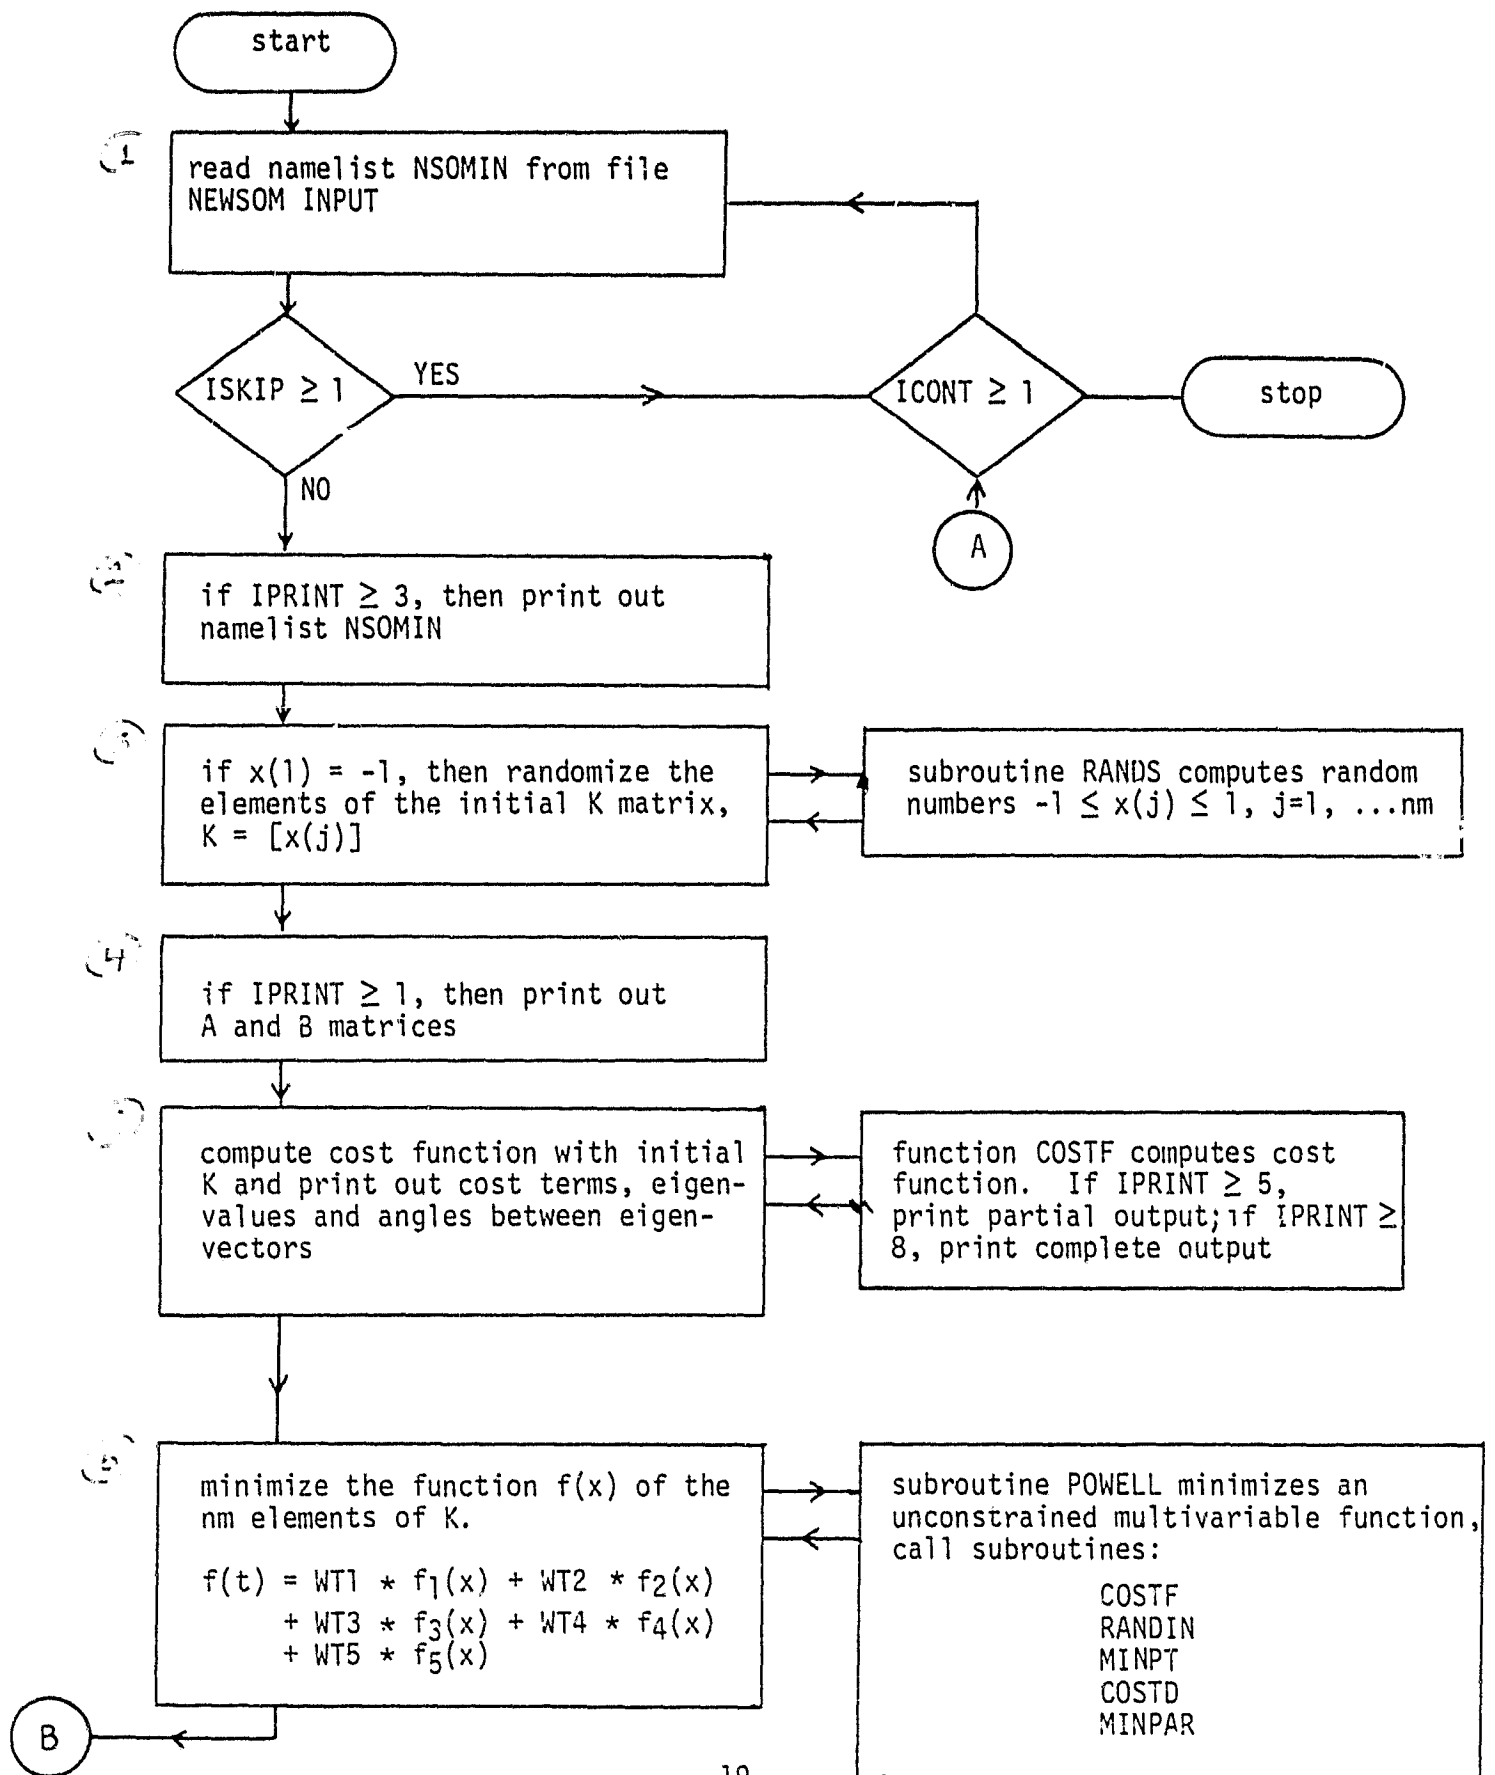 start
1
read namelist NSOMIN from file
NEWSOM INPUT
ISKIP ≥ 1
YES
ICONT ≥ 1
stop
NO
A
if IPRINT ≥ 3, then print out
namelist NSOMIN
if x(1) = -1, then randomize the
elements of the initial K matrix,
K = [x(j)]
subroutine RANDS computes random
numbers -1 ≤ x(j) ≤ 1, j=1, ...nm
4
if IPRINT ≥ 1, then print out
A and B matrices
compute cost function with initial
K and print out cost terms, eigen-
values and angles between eigen-
vectors
function COSTF computes cost
function. If IPRINT ≥ 5,
print partial output; if IPRINT ≥
8, print complete output
minimize the function f(x) of the
nm elements of K.
f(t) = WT1 * f1(x) + WT2 * f2(x)
+ WT3 * f3(x) + WT4 * f4(x)
+ WT5 * f5(x)
subroutine POWELL minimizes an
unconstrained multivariable function,
call subroutines:
COSTF
RANDIN
MINPT
COSTD
MINPAR
B